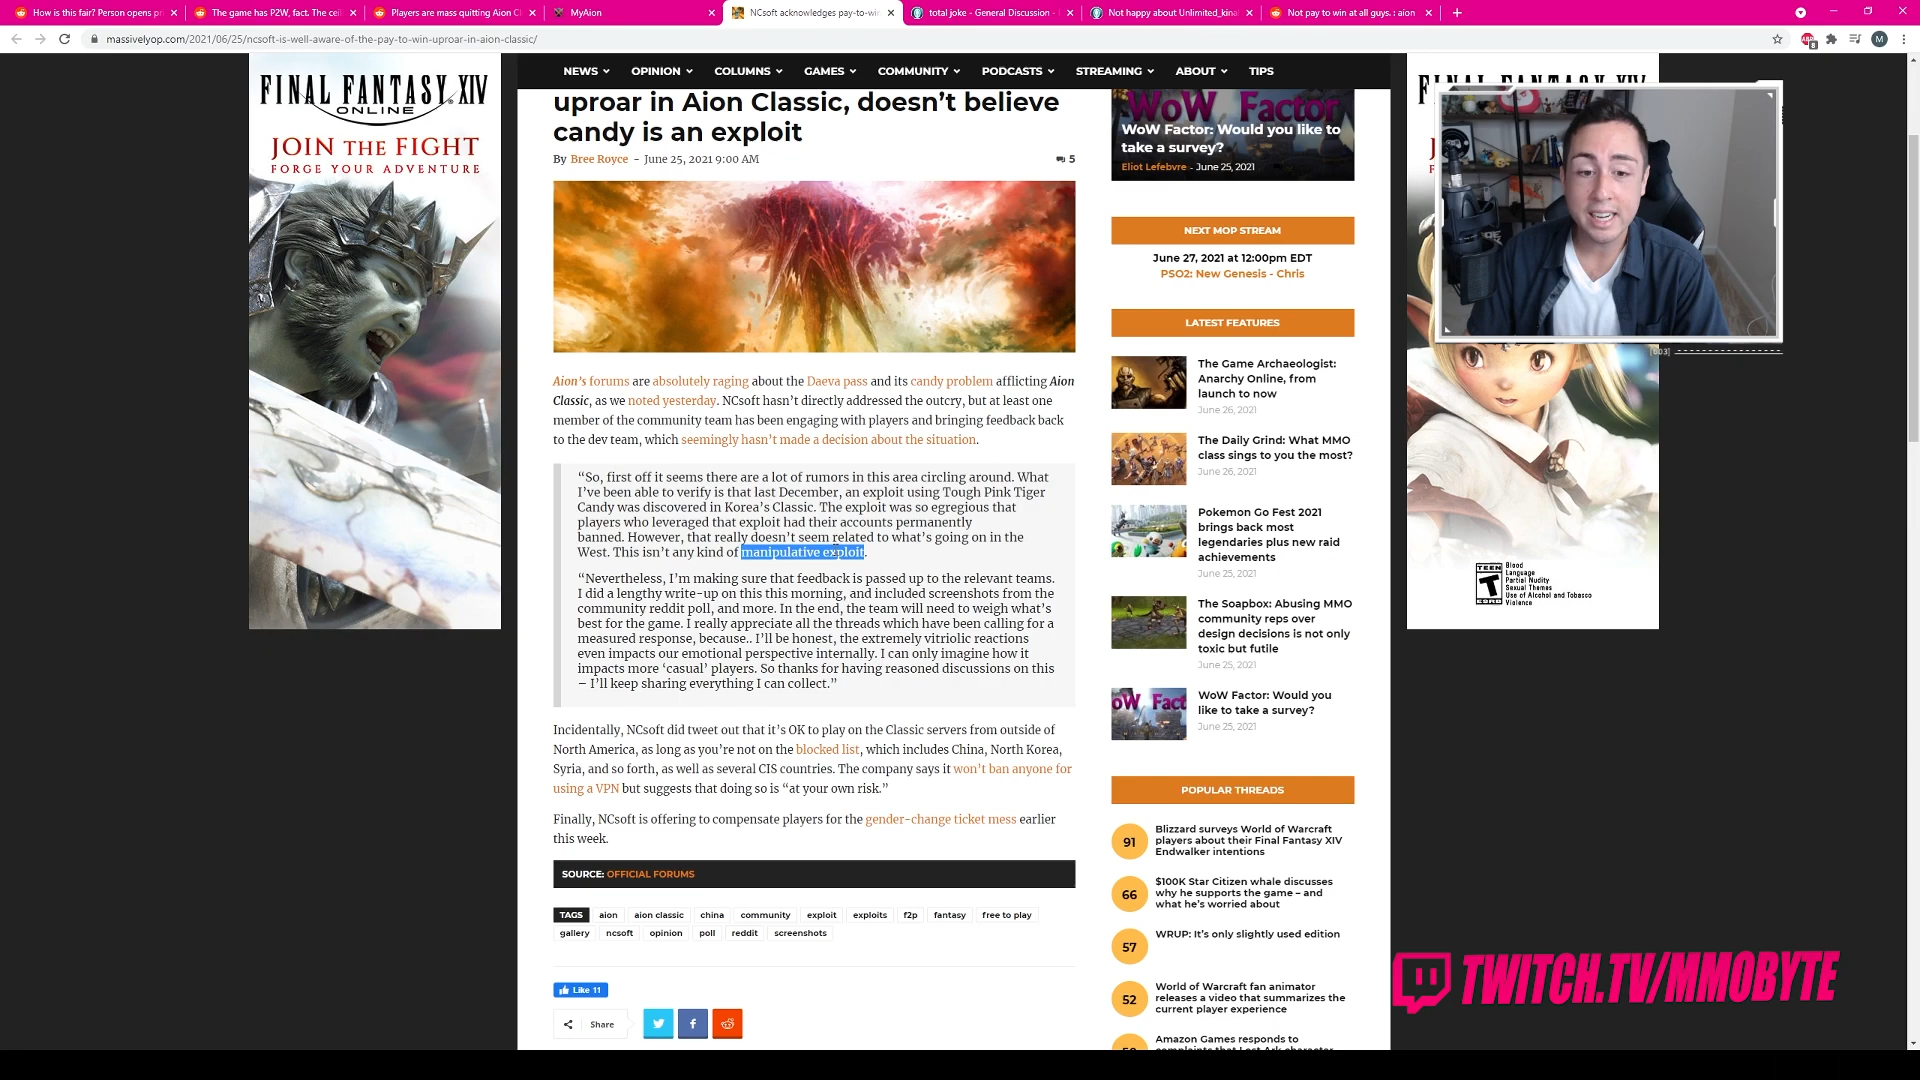 How is this fair? Person opens pri
The game has P2W, fact. The ceil
Players are mass quitting Aion Cl
MyAion
NCsoft acknowledges pay-to-win
total joke - General Discussion -
Not happy about Unlimited_kina
Not pay to win at all guys. : aion
massivelyop.com/2021/06/25/ncsoft-is-well-aware-of-the-pay-to-win-uproar-in-aion-classic/
NEWS OPINION COLUMNS GAMES COMMUNITY PODCASTS STREAMING ABOUT TIPS
FINAL FANTASY XIV
ONLINE
JOIN THE FIGHT
FORGE YOUR ADVENTURE
uproar in Aion Classic, doesn’t believe
candy is an exploit
By Bree Royce - June 25, 2021 9:00 AM
5
Aion’s forums are absolutely raging about the Daeva pass and its candy problem afflicting Aion
Classic, as we noted yesterday. NCsoft hasn’t directly addressed the outcry, but at least one
member of the community team has been engaging with players and bringing feedback back
to the dev team, which seemingly hasn’t made a decision about the situation.
“So, first off it seems there are a lot of rumors in this area circling around. What
I’ve been able to verify is that last December, an exploit using Tough Pink Tiger
Candy was discovered in Korea’s Classic. The exploit was so egregious that
players who leveraged that exploit had their accounts permanently
banned. However, that really doesn’t seem related to what’s going on in the
West. This isn’t any kind of manipulative exploit.
“Nevertheless, I’m making sure that feedback is passed up to the relevant teams.
I did a lengthy write-up on this this morning, and included screenshots from the
community reddit poll, and more. In the end, the team will need to weigh what’s
best for the game. I really appreciate all the threads which have been calling for a
measured response, because.. I’ll be honest, the extremely vitriolic reactions
even impacts our emotional perspective internally. I can only imagine how it
impacts more ‘casual’ players. So thanks for having reasoned discussions on this
– I’ll keep sharing everything I can collect.”
Incidentally, NCsoft did tweet out that it’s OK to play on the Classic servers from outside of
North America, as long as you’re not on the blocked list, which includes China, North Korea,
Syria, and so forth, as well as several CIS countries. The company says it won’t ban anyone for
using a VPN but suggests that doing so is “at your own risk.”
Finally, NCsoft is offering to compensate players for the gender-change ticket mess earlier
this week.
SOURCE: OFFICIAL FORUMS
TAGS aion aion classic china community exploit exploits f2p fantasy free to play
gallery ncsoft opinion poll reddit screenshots
Like 11
Share
WoW Factor
WoW Factor: Would you like to
take a survey?
Eliot Lefebvre - June 25, 2021
NEXT MOP STREAM
June 27, 2021 at 12:00pm EDT
PSO2: New Genesis - Chris
LATEST FEATURES
The Game Archaeologist:
Anarchy Online, from
launch to now
June 26, 2021
The Daily Grind: What MMO
class sings to you the most?
June 26, 2021
Pokemon Go Fest 2021
brings back most
legendaries plus new raid
achievements
June 25, 2021
The Soapbox: Abusing MMO
community reps over
design decisions is not only
toxic but futile
June 25, 2021
WoW Factor: Would you
like to take a survey?
June 25, 2021
POPULAR THREADS
91
Blizzard surveys World of Warcraft
players about their Final Fantasy XIV
Endwalker intentions
66
$100K Star Citizen whale discusses
why he supports the game – and
what he’s worried about
57
WRUP: It’s only slightly used edition
52
World of Warcraft fan animator
releases a video that summarizes the
current player experience
Amazon Games responds to
TEEN
T
Blood
Language
Partial Nudity
Sexual Themes
Use of Alcohol and Tobacco
Violence
TWITCH.TV/MMOBYTE